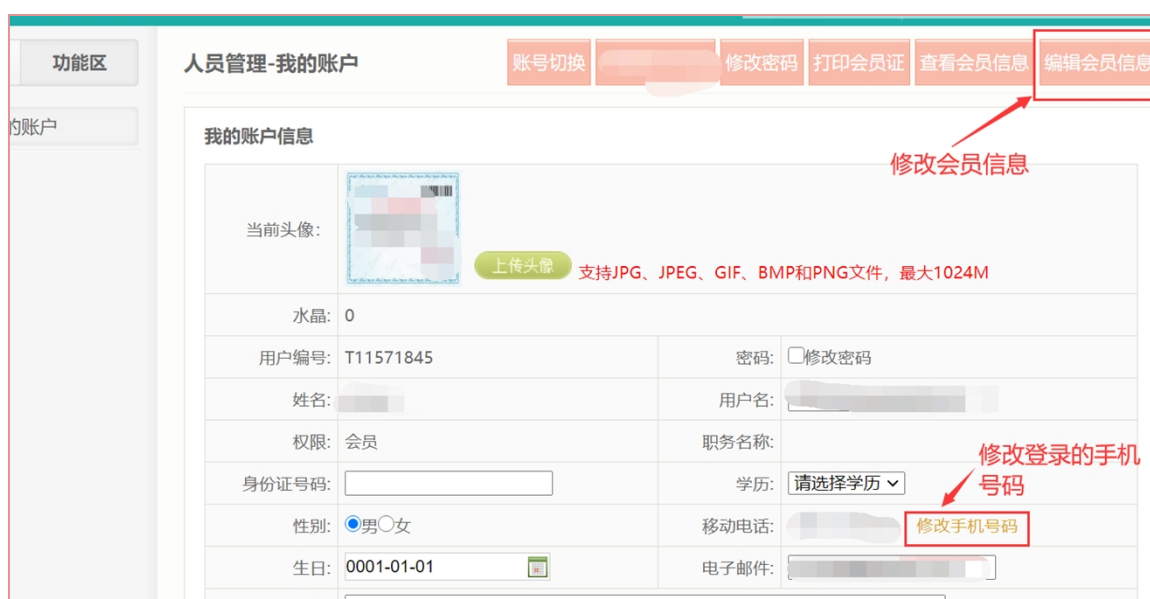 功能区
的账户
人员管理-我的账户
账号切换 修改密码 打印会员证 查看会员信息 编辑会员信息
修改会员信息
我的账户信息
当前头像:
上传头像 支持JPG、JPEG、GIF、BMP和PNG文件，最大1024M
水晶: 0
用户编号: T11571845 密码: 修改密码
姓名: 用户名:
权限: 会员 职务名称:
修改登录的手机
号码
身份证号码: 学历: 请选择学历
性别: 男 女 移动电话: 修改手机号码
生日: 0001-01-01 电子邮件: